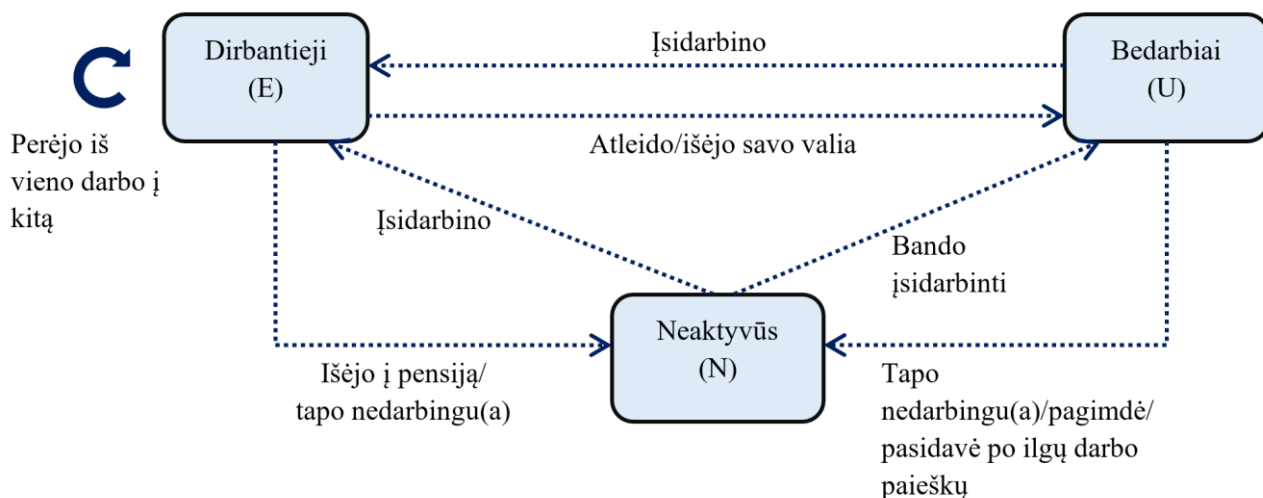 Dirbantieji
(E)
Įsidarbino
Bedarbiai
(U)
Perėjo iš
vieno darbo į
kitą
Atleido/išėjo savo valia
Įsidarbino
Bando
įsidarbinti
Neaktyvūs
(N)
Išėjo į pensiją/
tapo nedarbingu(a)
Tapo
nedarbingu(a)/pagimdė/
pasidavė po ilgų darbo
paieškų